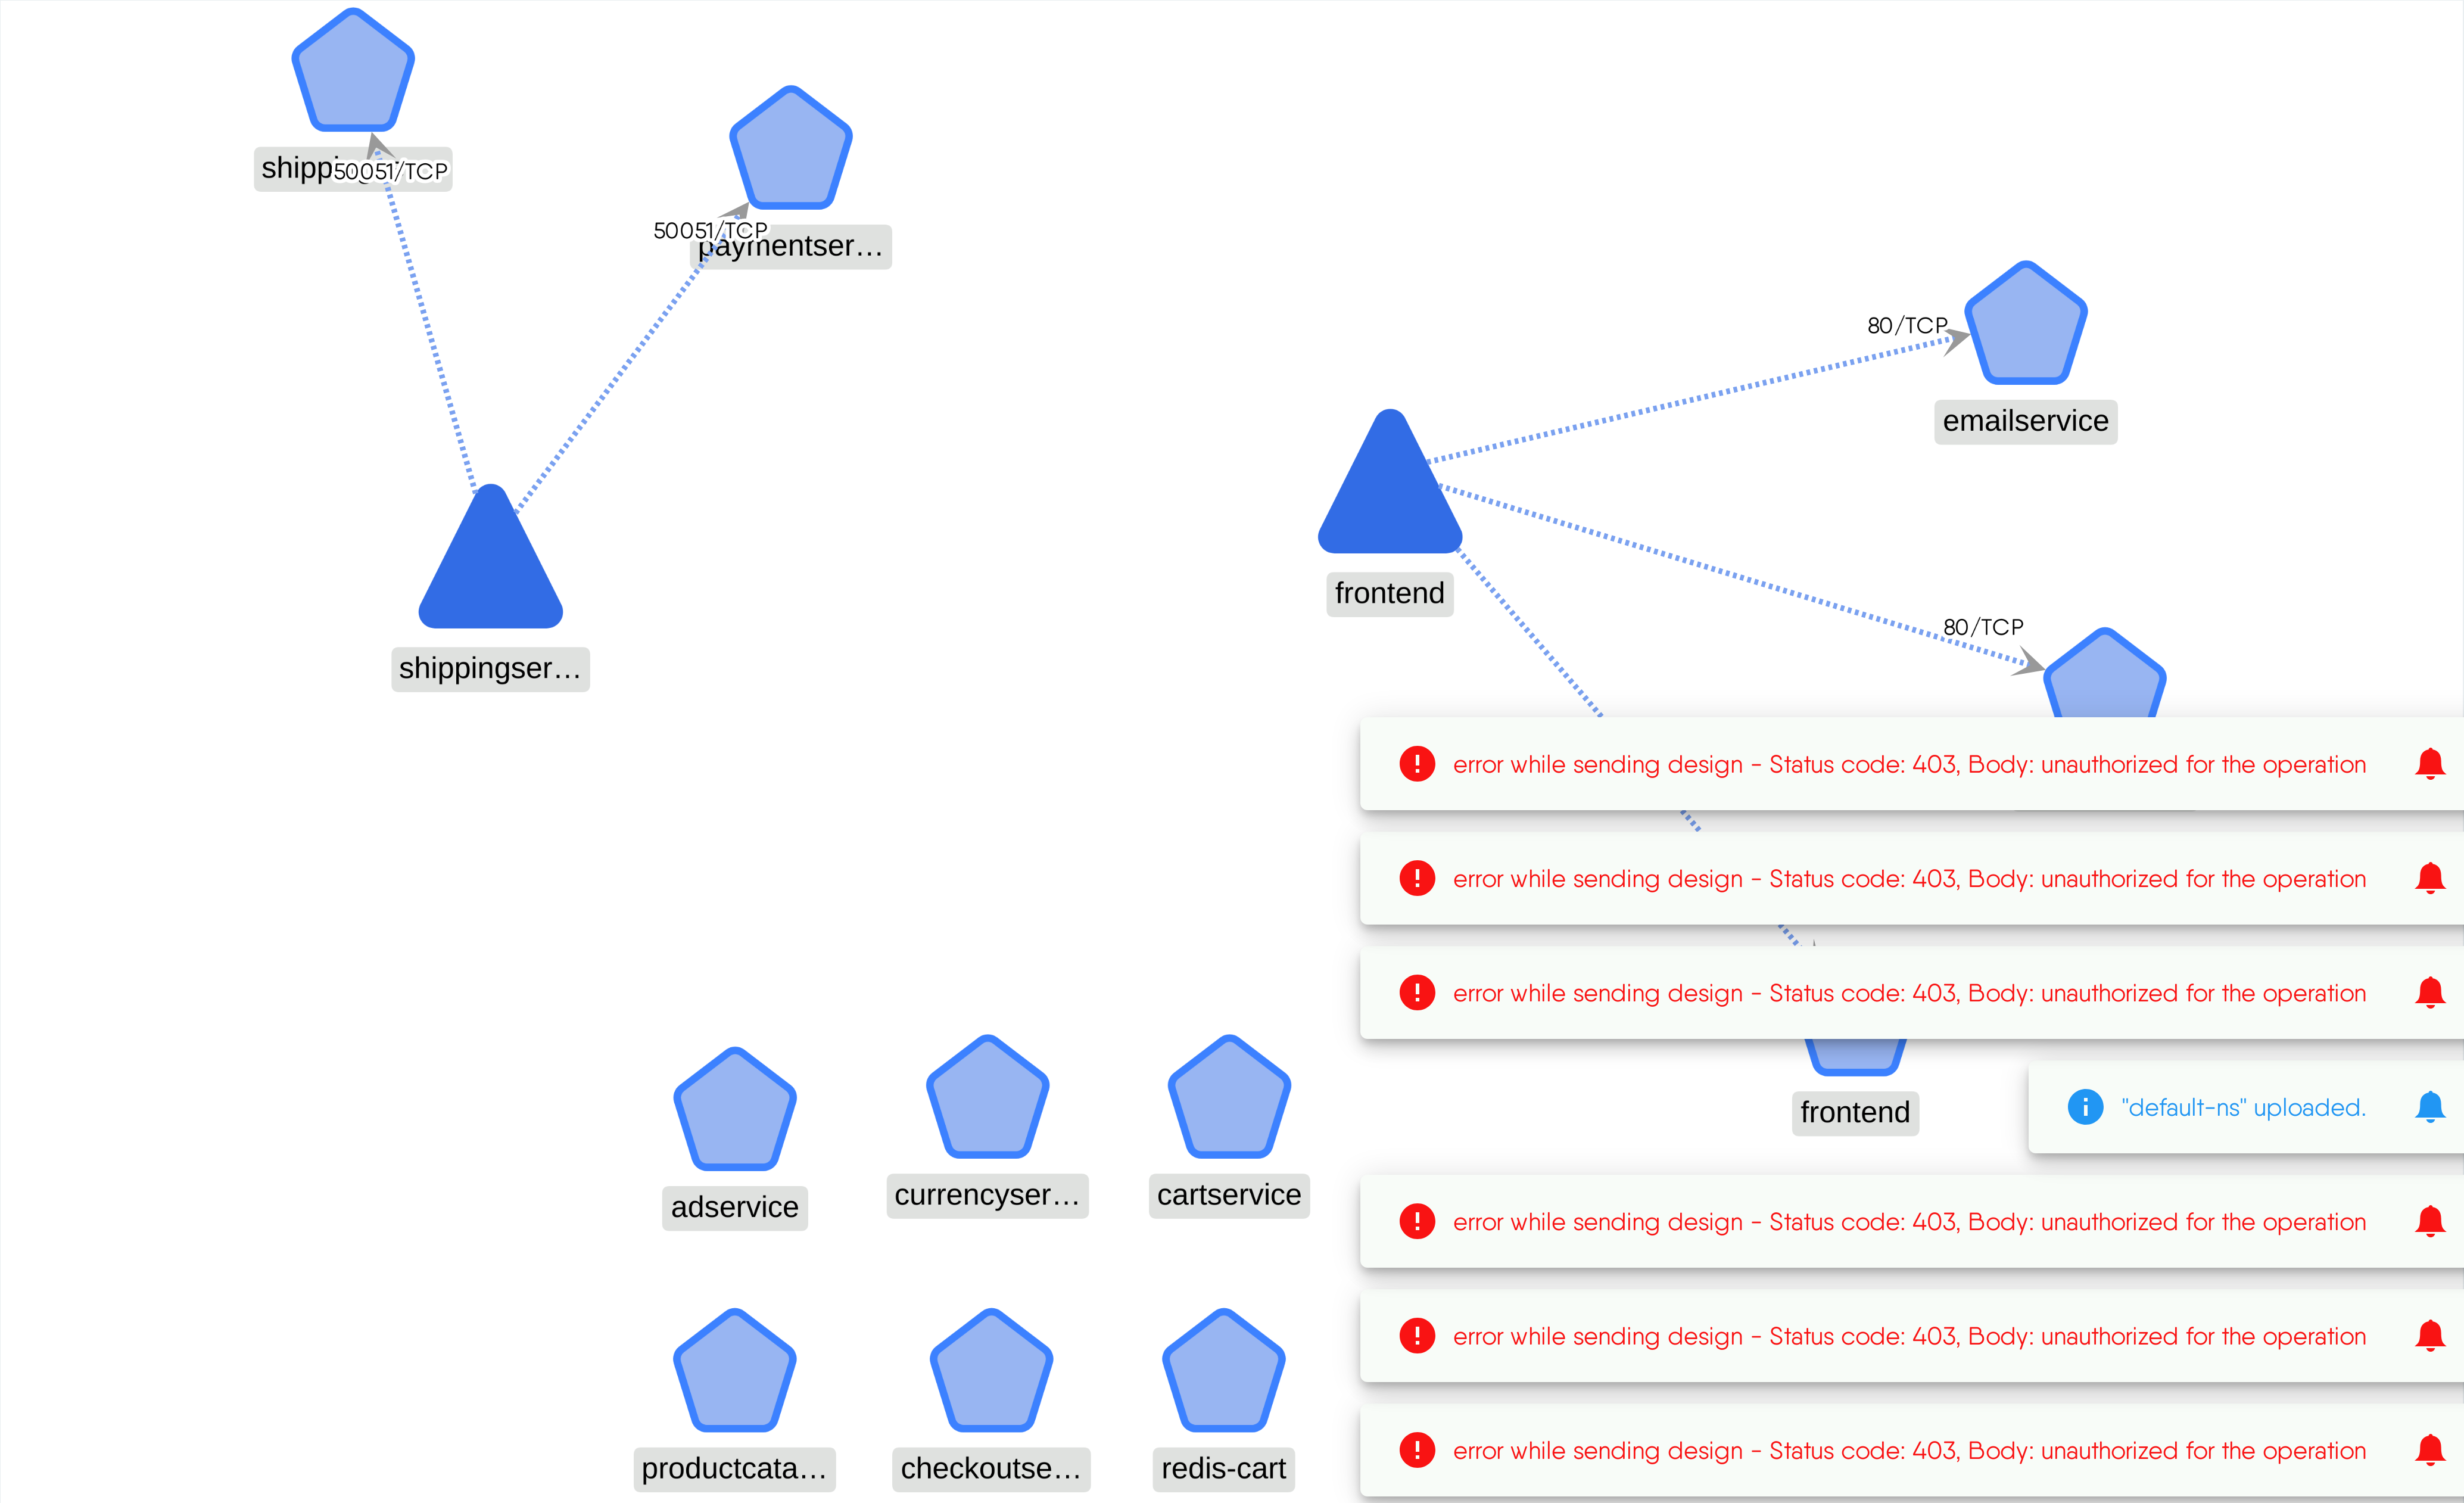 50051/TCP
50051/TCP
paymentser…
80/TCP
emailservice
frontend
80/TCP
shippingser…
error while sending design - Status code: 403, Body: unauthorized for the operation
error while sending design - Status code: 403, Body: unauthorized for the operation
error while sending design - Status code: 403, Body: unauthorized for the operation
"default-ns" uploaded.
frontend
adservice
currencyser…
cartservice
error while sending design - Status code: 403, Body: unauthorized for the operation
error while sending design - Status code: 403, Body: unauthorized for the operation
error while sending design - Status code: 403, Body: unauthorized for the operation
productcata…
checkoutse…
redis-cart